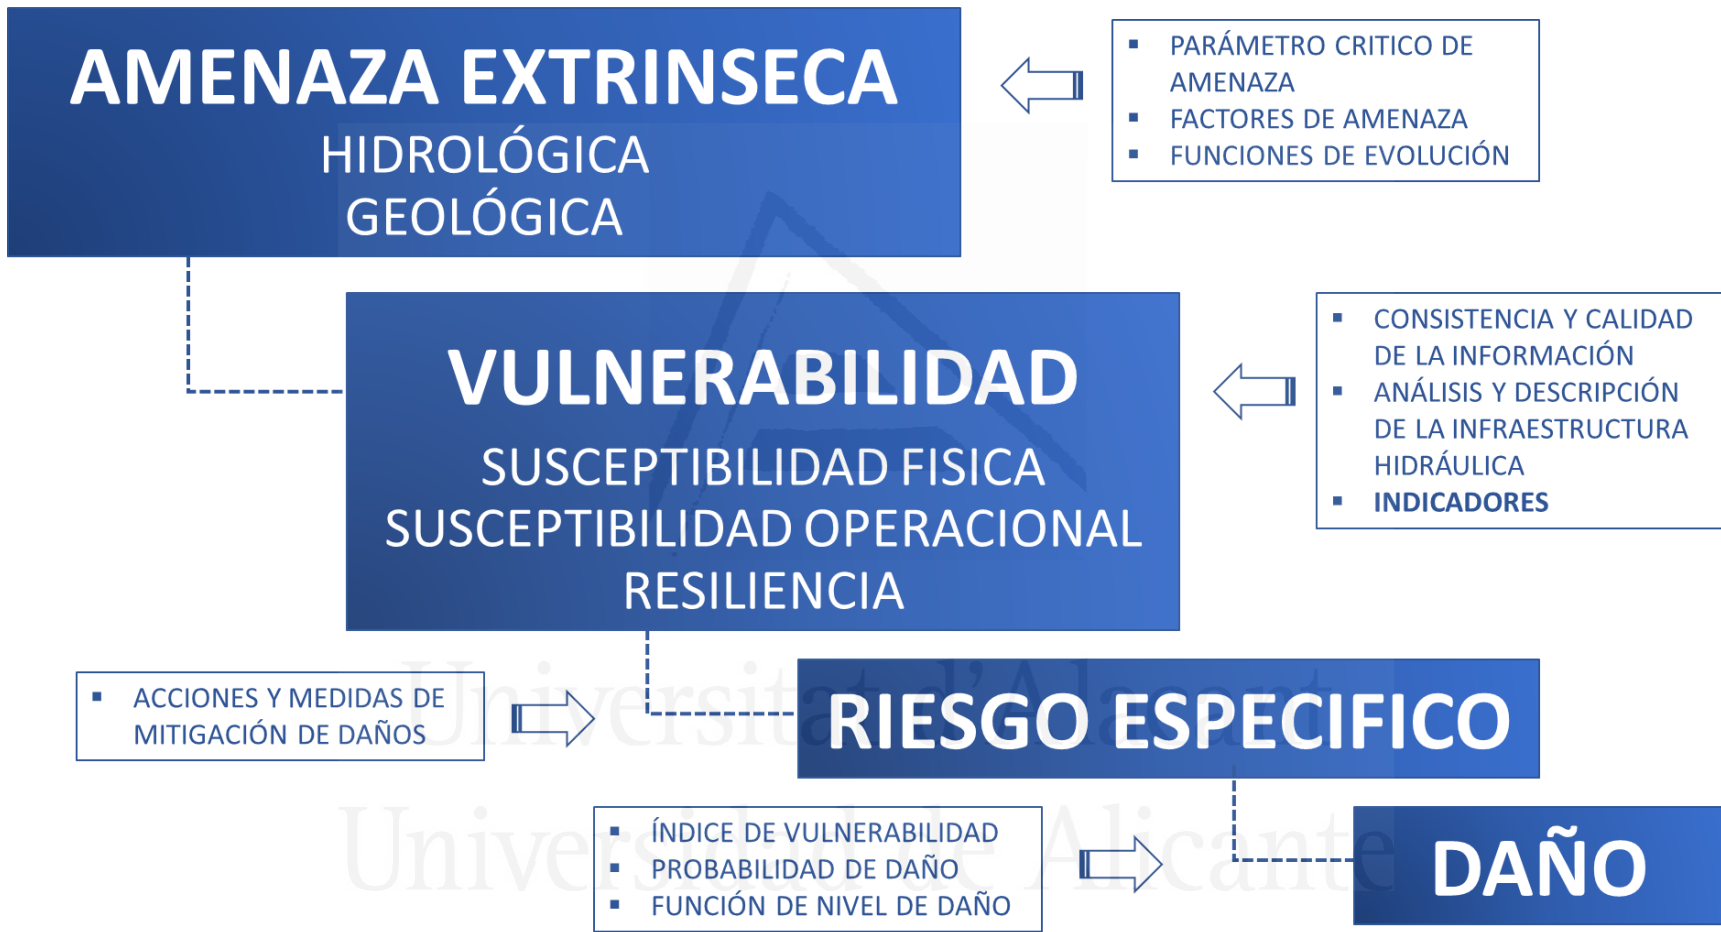 AMENAZA EXTRINSECA
HIDROLÓGICA
GEOLÓGICA
▪ PARÁMETRO CRITICO DE
AMENAZA
▪ FACTORES DE AMENAZA
▪ FUNCIONES DE EVOLUCIÓN
VULNERABILIDAD
SUSCEPTIBILIDAD FISICA
SUSCEPTIBILIDAD OPERACIONAL
RESILIENCIA
▪ CONSISTENCIA Y CALIDAD
DE LA INFORMACIÓN
▪ ANÁLISIS Y DESCRIPCIÓN
DE LA INFRAESTRUCTURA
HIDRÁULICA
▪ INDICADORES
▪ ACCIONES Y MEDIDAS DE
MITIGACIÓN DE DAÑOS
RIESGO ESPECIFICO
▪ ÍNDICE DE VULNERABILIDAD
▪ PROBABILIDAD DE DAÑO
▪ FUNCIÓN DE NIVEL DE DAÑO
DAÑO
Universitat d'Alacant
Universidad de Alicante